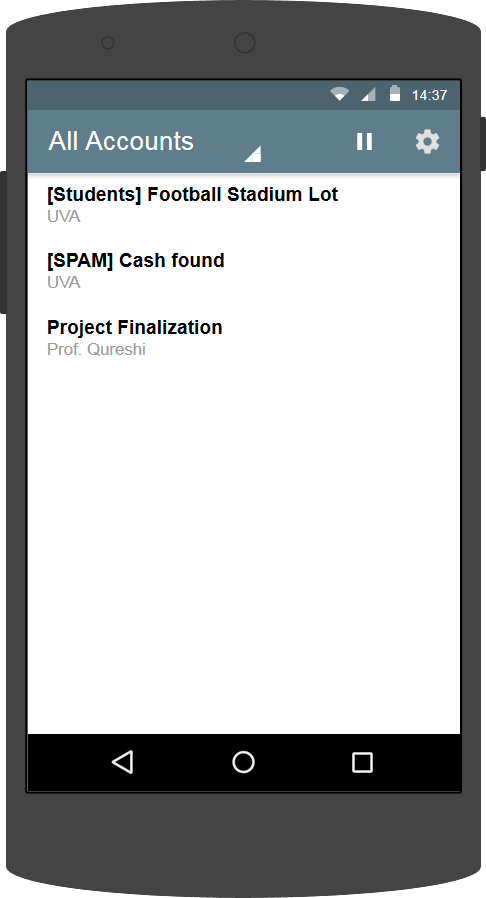 14:37
All Accounts
[Students] Football Stadium Lot
UVA
[SPAM] Cash found
UVA
Project Finalization
Prof. Qureshi